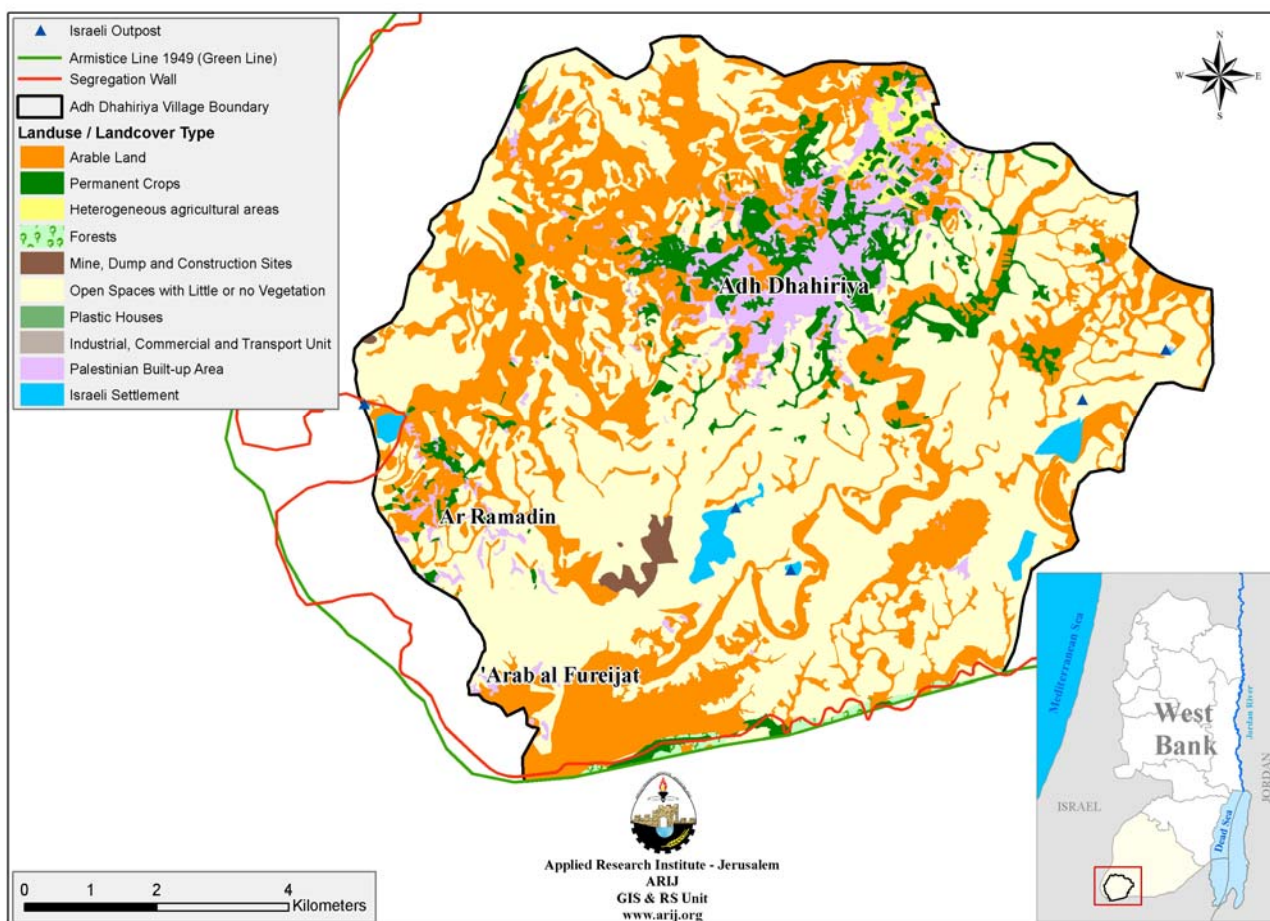 Israeli Outpost
Armistice Line 1949 (Green Line)
Segregation Wall
Adh Dhahiriya Village Boundary
Landuse / Landcover Type
Arable Land
Permanent Crops
Heterogeneous agricultural areas
Forests
Mine, Dump and Construction Sites
Open Spaces with Little or no Vegetation
Plastic Houses
Industrial, Commercial and Transport Unit
Palestinian Built-up Area
Israeli Settlement
N
W
E
S
Adh Dhahiriya
Ar Ramadin
'Arab al Fureijat
Mediterranean Sea
West
Bank
Jordan River
JORDAN
ISRAEL
Dead Sea
Applied Research Institute - Jerusalem
ARIJ
GIS & RS Unit
www.arij.org
0 1 2 4
Kilometers